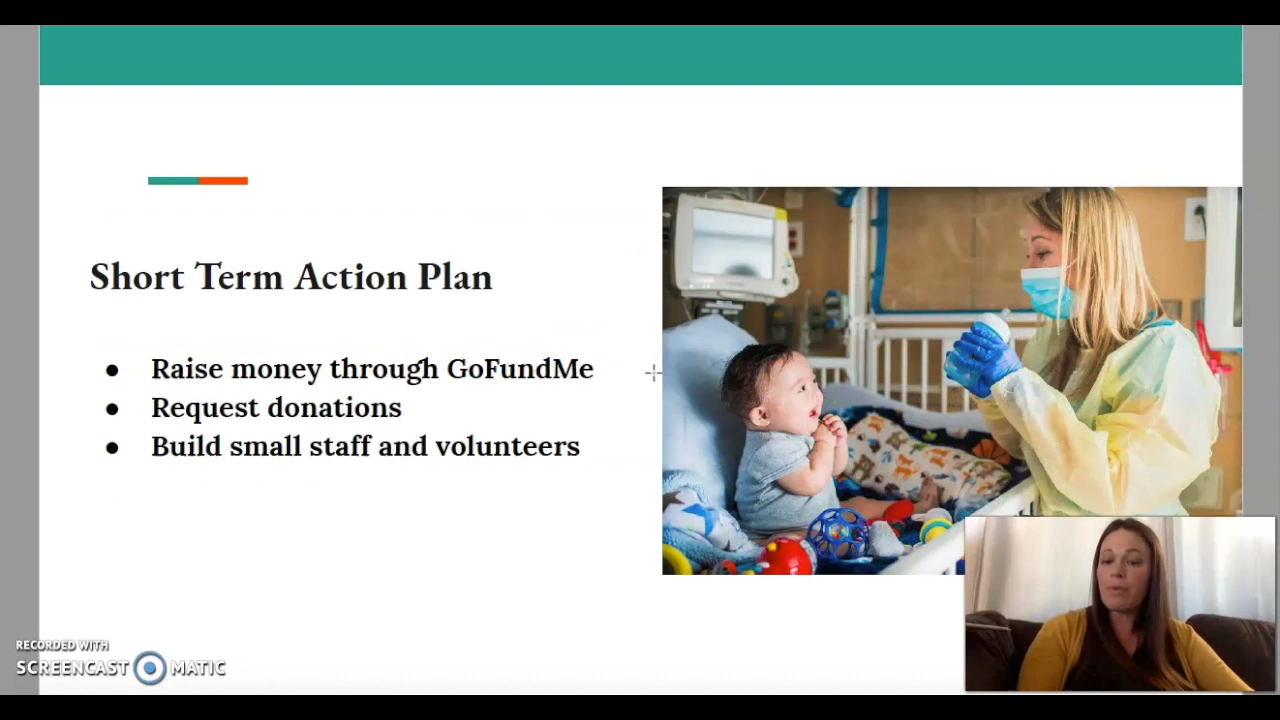 Short Term Action Plan
● Raise money through GoFundMe
● Request donations
● Build small staff and volunteers
RECORDED WITH
SCREENCAST MATIC